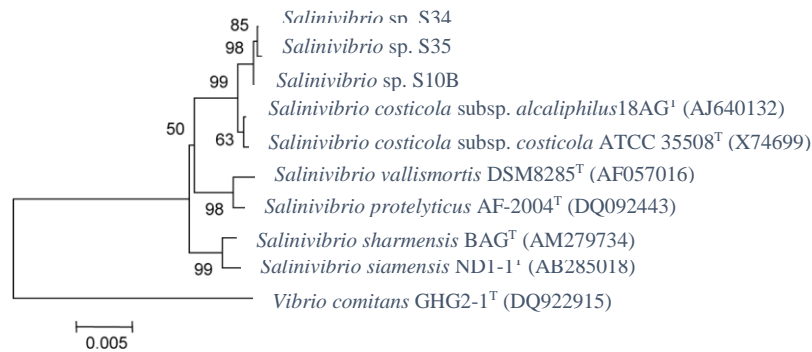 85
Salinivibrio sp. S34
98
Salinivibrio sp. S35
99
Salinivibrio sp. S10B
Salinivibrio costicola subsp. alcaliphilus18AGᵀ (AJ640132)
50
63
Salinivibrio costicola subsp. costicola ATCC 35508ᵀ (X74699)
Salinivibrio vallismortis DSM8285ᵀ (AF057016)
98
Salinivibrio protelyticus AF-2004ᵀ (DQ092443)
Salinivibrio sharmensis BAGᵀ (AM279734)
99
Salinivibrio siamensis ND1-1ᵀ (AB285018)
Vibrio comitans GHG2-1ᵀ (DQ922915)
0.005